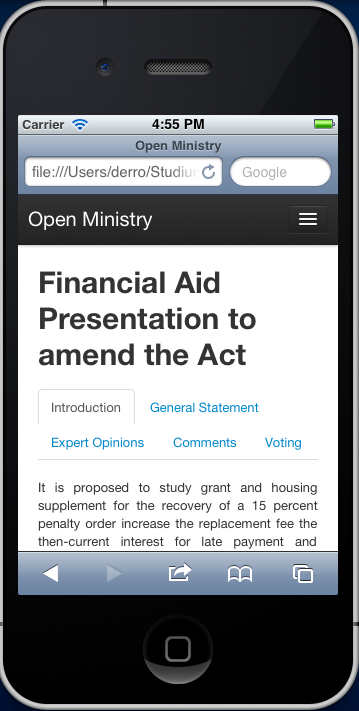 Carrier 4:55 PM
Open Ministry
file:///Users/derro/Studiu Google
Open Ministry
Financial Aid
Presentation to
amend the Act
Introduction General Statement
Expert Opinions Comments Voting
It is proposed to study grant and housing
supplement for the recovery of a 15 percent
penalty order increase the replacement fee the
then-current interest for late payment and